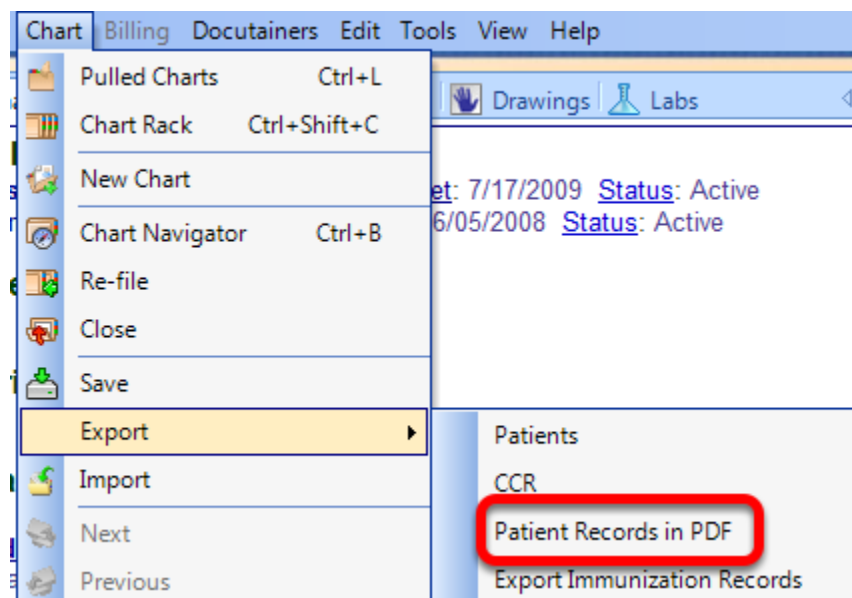 Chart Billing Docutainers Edit Tools View Help
Pulled Charts Ctrl+L
Drawings Labs
Chart Rack Ctrl+Shift+C
New Chart
et: 7/17/2009 Status: Active
Chart Navigator Ctrl+B
6/05/2008 Status: Active
Re-file
Close
Save
Export
Patients
Import
CCR
Next
Patient Records in PDF
Previous
Export Immunization Records